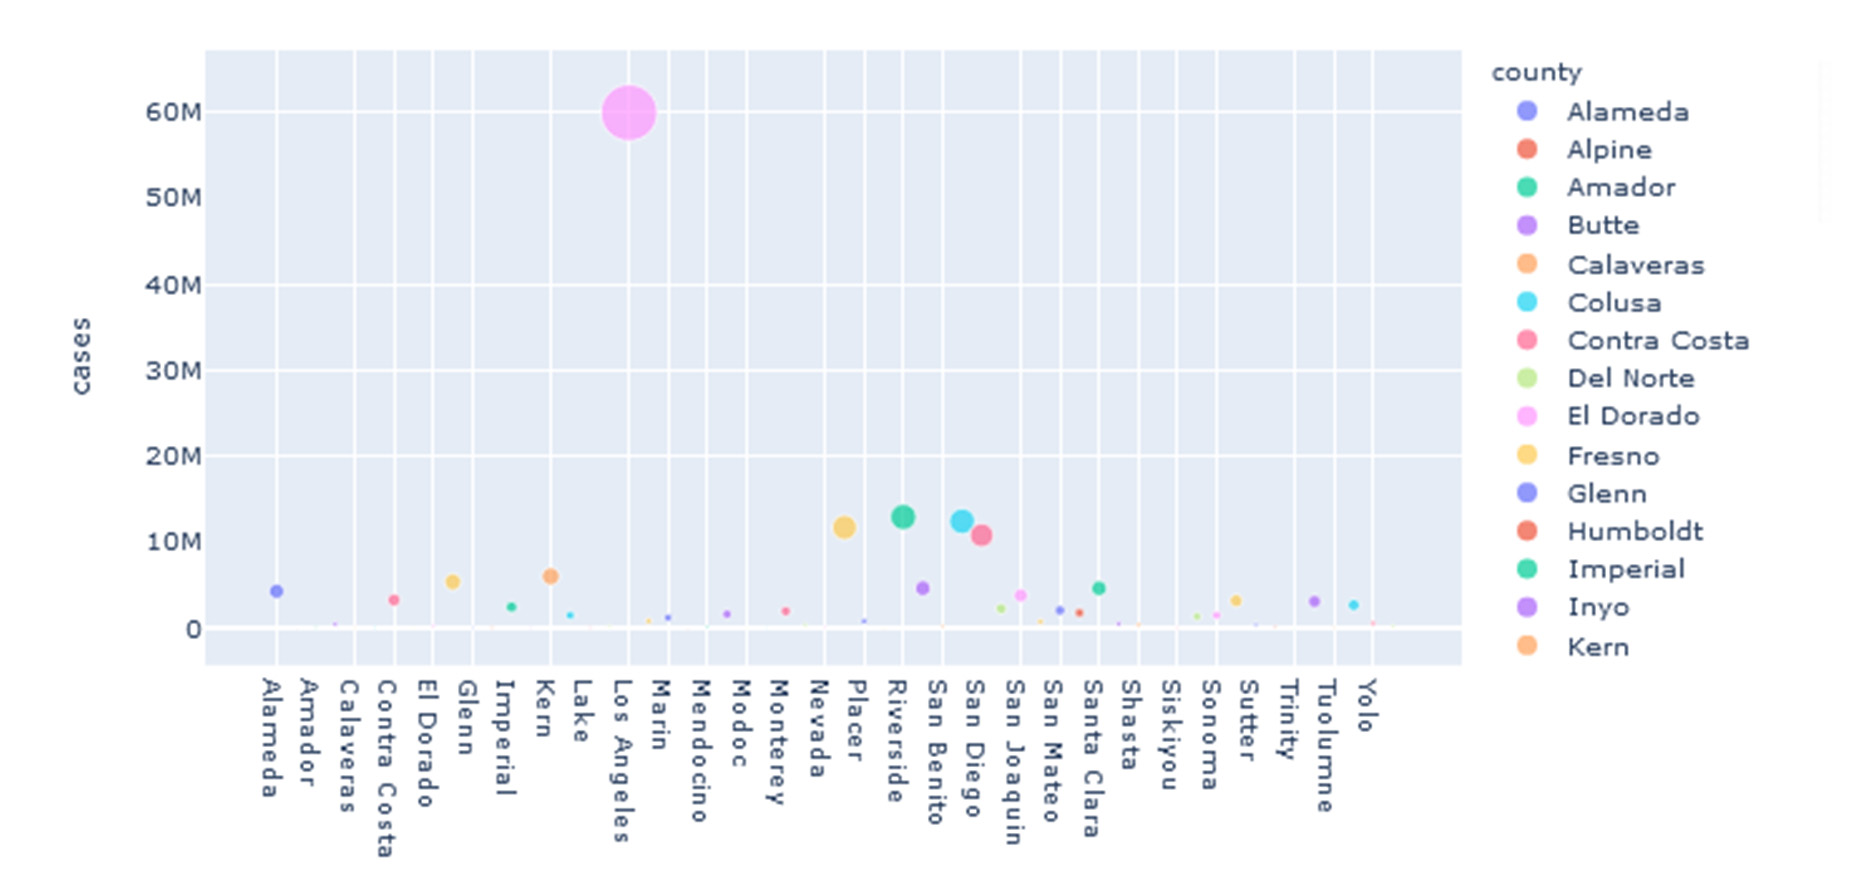 county
Alameda
Alpine
Amador
Butte
Calaveras
Colusa
Contra Costa
Del Norte
El Dorado
Fresno
Glenn
Humboldt
Imperial
Inyo
Kern
60M
50M
40M
30M
20M
10M
0
cases
Alameda
Amador
Calaveras
Contra Costa
El Dorado
Glenn
Imperial
Kern
Lake
Los Angeles
Marin
Mendocino
Modoc
Monterey
Nevada
Placer
Riverside
San Benito
San Diego
San Joaquin
San Mateo
Santa Clara
Shasta
Siskiyou
Sonoma
Sutter
Trinity
Tuolumne
Yolo